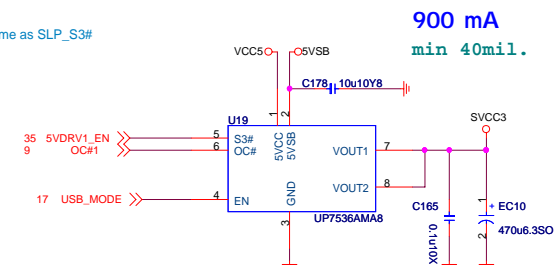 900 mA
me as SLP_S3#
min 40mil.
VCC5 5VSB
C178 10u10Y8
SVCC3
U19
1 2
35 5VDRV1_EN 5 S3# 5VCC 5VSB VOUT1 7
9 OC#1 6 OC#
VOUT2 8
17 USB_MODE 4 EN GND
UP7536AMA8
3
C165
0.1u10X
1
+ EC10
2
470u6.3SO